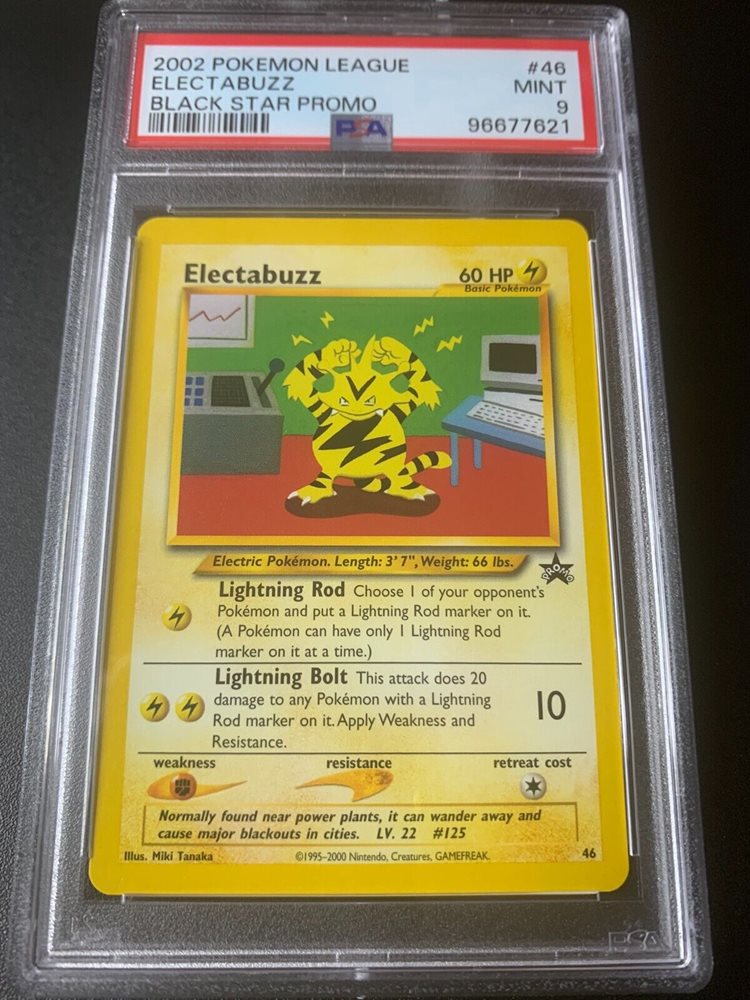 2002 POKEMON LEAGUE #46
ELECTABUZZ MINT
BLACK STAR PROMO 9
PSA 96677621
Electabuzz 60 HP
Basic Pokémon
Electric Pokémon. Length: 3' 7", Weight: 66 lbs.
PROMO
Lightning Rod Choose 1 of your opponent's
Pokémon and put a Lightning Rod marker on it.
(A Pokémon can have only 1 Lightning Rod
marker on it at a time.)
Lightning Bolt This attack does 20
damage to any Pokémon with a Lightning
Rod marker on it. Apply Weakness and
Resistance.
10
weakness resistance retreat cost
Normally found near power plants, it can wander away and
cause major blackouts in cities. LV. 22 #125
Illus. Miki Tanaka ©1995-2000 Nintendo, Creatures, GAMEFREAK. 46
PSA